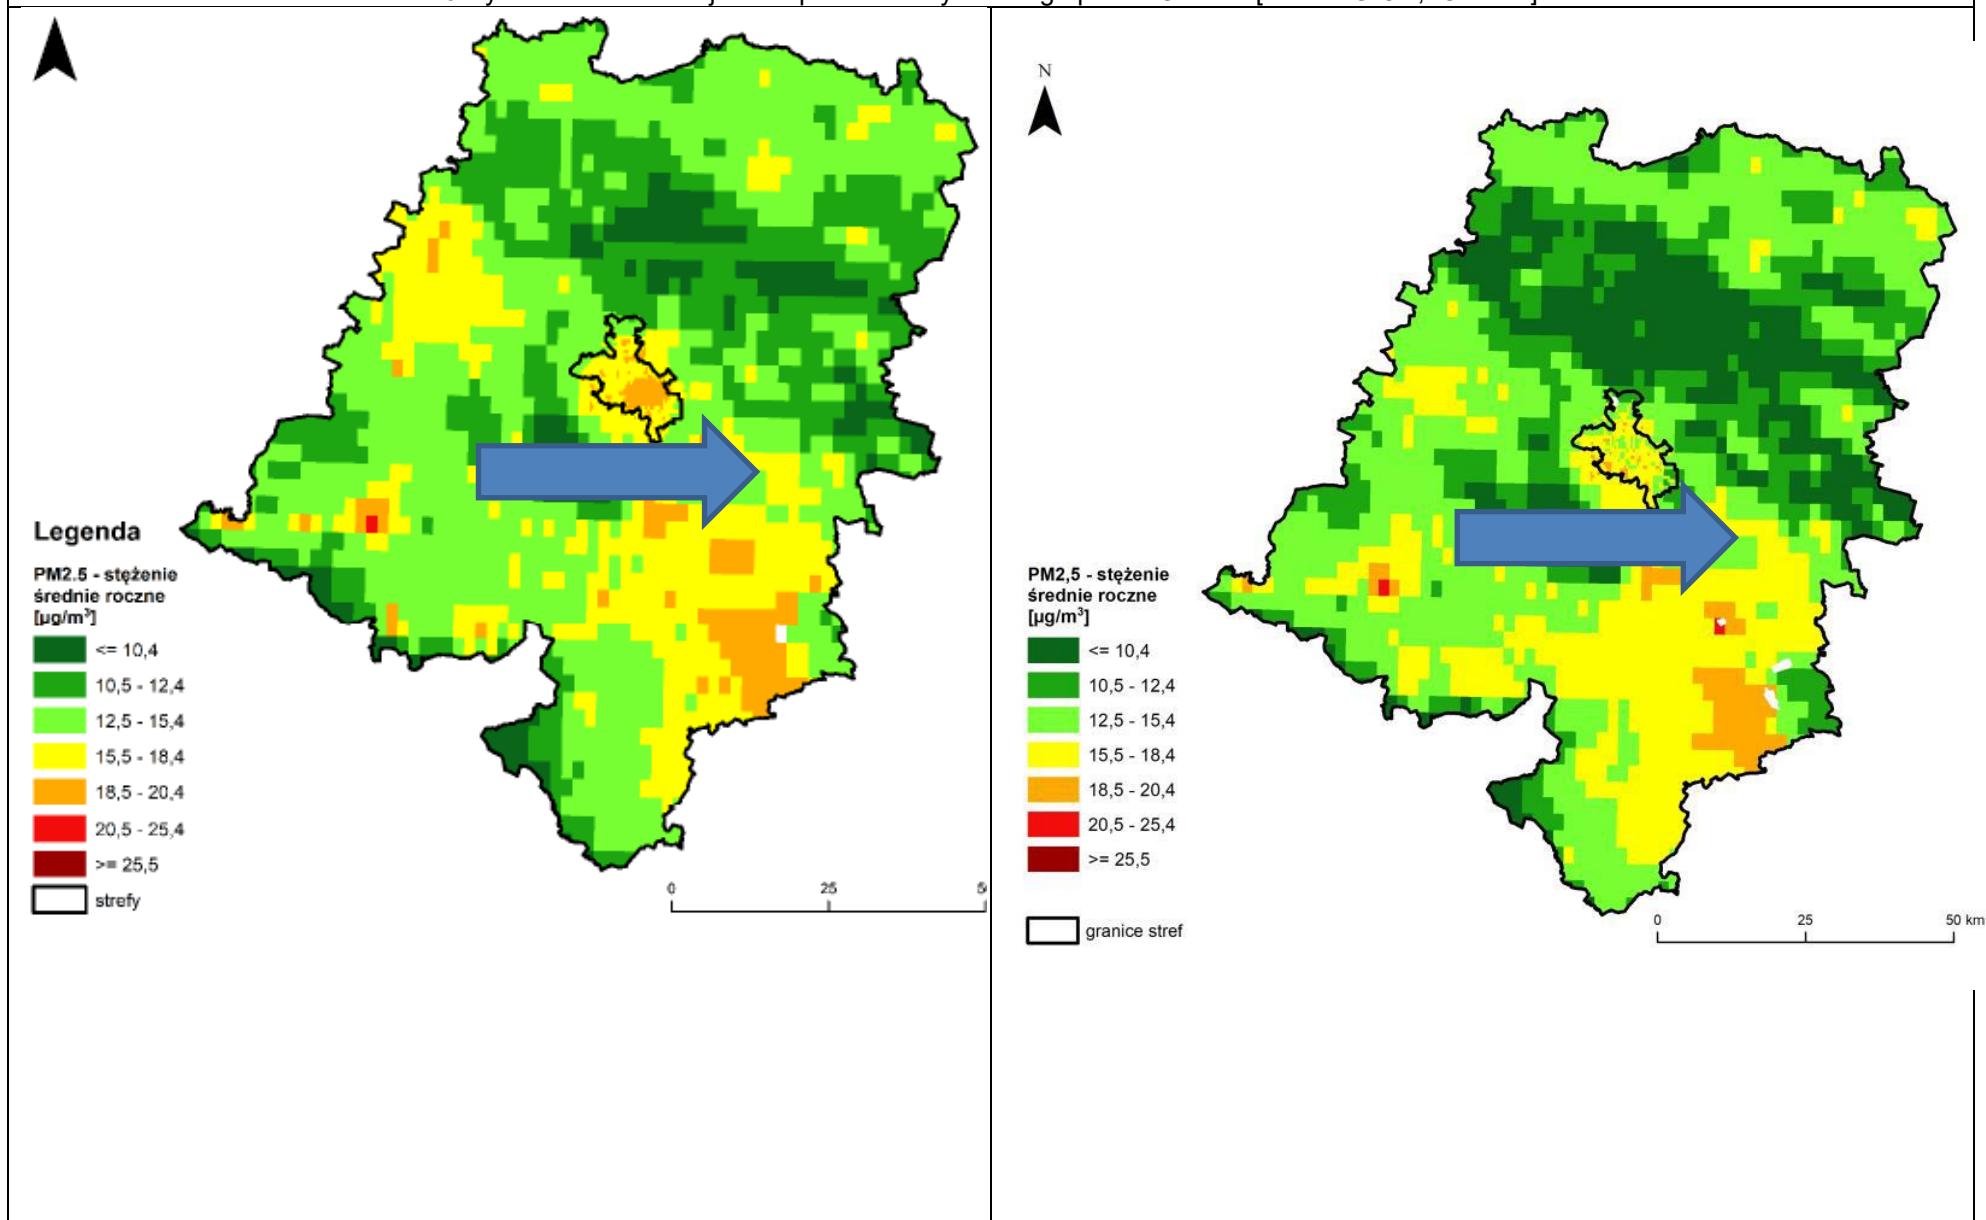 Legenda
PM2.5 - stężenie
średnie roczne
[µg/m³]
<= 10,4
10,5 - 12,4
12,5 - 15,4
15,5 - 18,4
18,5 - 20,4
20,5 - 25,4
>= 25,5
strefy
0 25
N
PM2,5 - stężenie
średnie roczne
[µg/m³]
<= 10,4
10,5 - 12,4
12,5 - 15,4
15,5 - 18,4
18,5 - 20,4
20,5 - 25,4
>= 25,5
granice stref
0 25 50 km